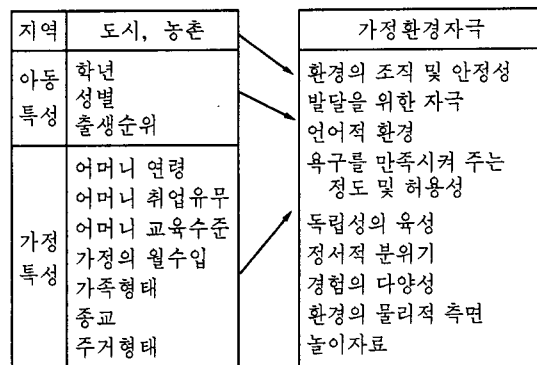 지역 도시, 농촌
아동 특성
학년
성별
출생순위
가정 특성
어머니 연령
어머니 취업유무
어머니 교육수준
가정의 월수입
가족형태
종교
주거형태
가정환경자극
환경의 조직 및 안정성
발달을 위한 자극
언어적 환경
욕구를 만족시켜 주는
정도 및 허용성
독립성의 육성
정서적 분위기
경험의 다양성
환경의 물리적 측면
놀이자료